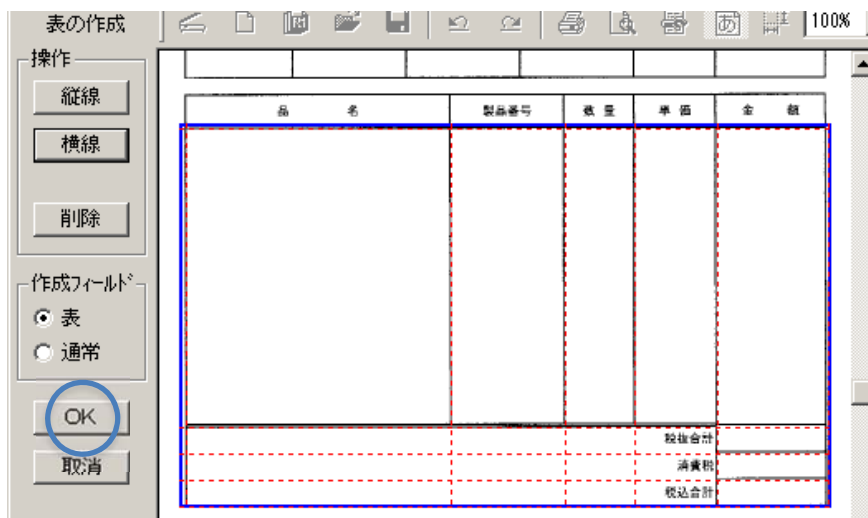 表の作成
100%
操作
縦線
横線
削除
作成フィールド
表
通常
OK
取消
品　　名
製品番号
数 量
単 価
金　額
税抜合計
消費税
税込合計